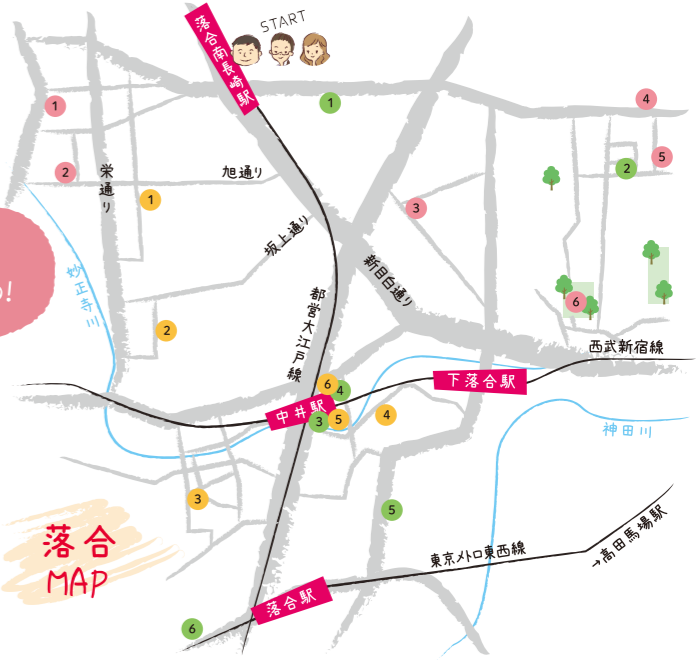 START
落合南長崎駅
1
1
4
2
5
2
栄通り
旭通り
1
3
坂上通り
新目白通り
妙正寺川
!
都営大江戸線
6
2
西武新宿線
下落合駅
6
4
中井駅
3
5
4
神田川
3
5
落合
MAP
東京メトロ東西線
→高田馬場駅
落合駅
6